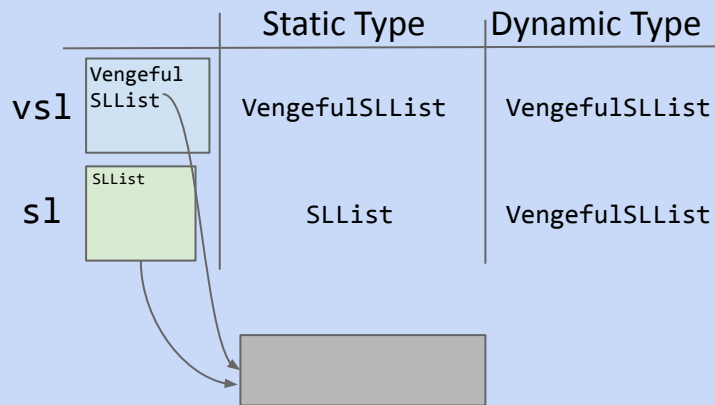 Static Type Dynamic Type
vsl Vengeful
SLList VengefulSLList VengefulSLList
sl SLList SLList VengefulSLList